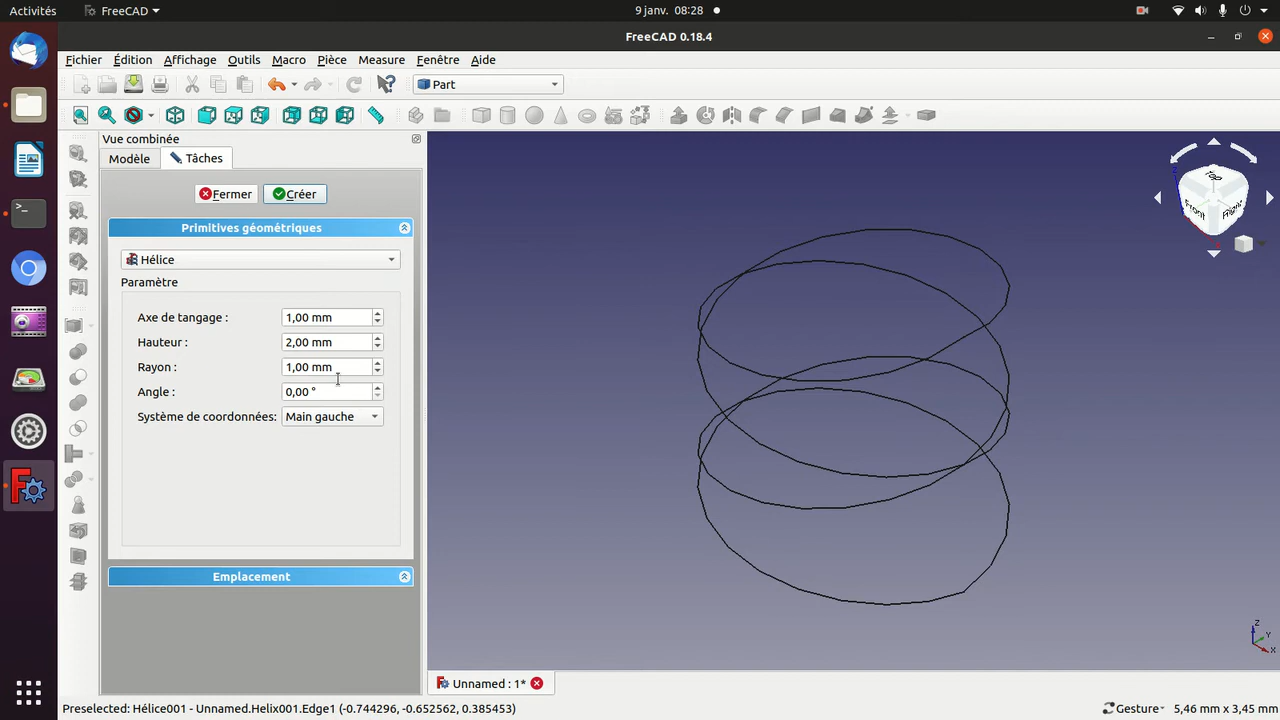 Activités FreeCAD 9 janv. 08:28
FreeCAD 0.18.4
Fichier Édition Affichage Outils Macro Pièce Measure Fenêtre Aide
Part
Vue combinée
Modèle Tâches
Fermer Créer
Primitives géométriques
Hélice
Paramètre
Axe de tangage : 1,00 mm
Hauteur : 2,00 mm
Rayon : 1,00 mm
Angle : 0,00 °
Système de coordonnées: Main gauche
Emplacement
Front Right
Z
Y
X
Unnamed : 1*
Preselected: Hélice001 - Unnamed.Helix001.Edge1 (-0.744296, -0.652562, 0.385453) Gesture 5,46 mm x 3,45 mm